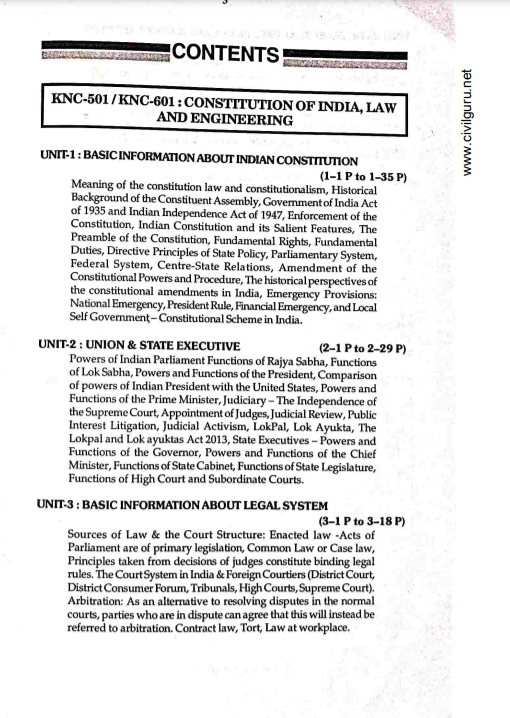 CONTENTS
KNC-501 / KNC-601 : CONSTITUTION OF INDIA, LAW
AND ENGINEERING
www.civilguru.net
UNIT-1 : BASIC INFORMATION ABOUT INDIAN CONSTITUTION
(1–1 P to 1–35 P)
Meaning of the constitution law and constitutionalism, Historical
Background of the Constituent Assembly, Government of India Act
of 1935 and Indian Independence Act of 1947, Enforcement of the
Constitution, Indian Constitution and its Salient Features, The
Preamble of the Constitution, Fundamental Rights, Fundamental
Duties, Directive Principles of State Policy, Parliamentary System,
Federal System, Centre-State Relations, Amendment of the
Constitutional Powers and Procedure, The historical perspectives of
the constitutional amendments in India, Emergency Provisions:
National Emergency, President Rule, Financial Emergency, and Local
Self Government – Constitutional Scheme in India.
UNIT-2 : UNION & STATE EXECUTIVE (2–1 P to 2–29 P)
Powers of Indian Parliament Functions of Rajya Sabha, Functions
of Lok Sabha, Powers and Functions of the President, Comparison
of powers of Indian President with the United States, Powers and
Functions of the Prime Minister, Judiciary – The Independence of
the Supreme Court, Appointment of Judges, Judicial Review, Public
Interest Litigation, Judicial Activism, LokPal, Lok Ayukta, The
Lokpal and Lok ayuktas Act 2013, State Executives – Powers and
Functions of the Governor, Powers and Functions of the Chief
Minister, Functions of State Cabinet, Functions of State Legislature,
Functions of High Court and Subordinate Courts.
UNIT-3 : BASIC INFORMATION ABOUT LEGAL SYSTEM
(3–1 P to 3–18 P)
Sources of Law & the Court Structure: Enacted law -Acts of
Parliament are of primary legislation, Common Law or Case law,
Principles taken from decisions of judges constitute binding legal
rules. The Court System in India & Foreign Courtiers (District Court,
District Consumer Forum, Tribunals, High Courts, Supreme Court).
Arbitration: As an alternative to resolving disputes in the normal
courts, parties who are in dispute can agree that this will instead be
referred to arbitration. Contract law, Tort, Law at workplace.